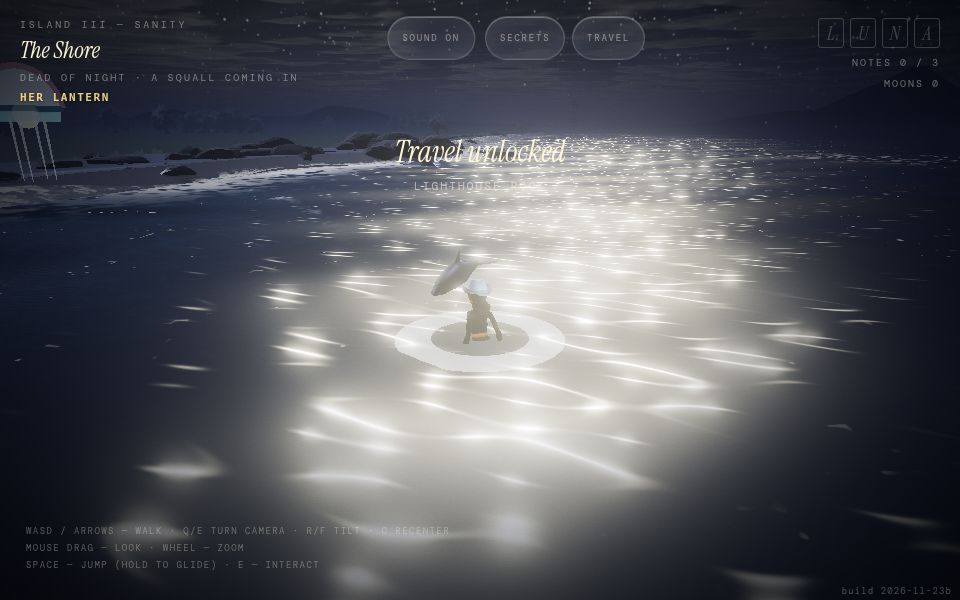 ISLAND III — SANITY
The Shore
DEAD OF NIGHT · A SQUALL COMING IN
HER LANTERN
SOUND ON
SECRETS
TRAVEL
L U N A
NOTES 0 / 3
MOONS 0
Travel unlocked
LIGHTHOUSE
WASD / ARROWS — WALK · Q/E TURN CAMERA · R/F TILT · C RECENTER
MOUSE DRAG — LOOK · WHEEL — ZOOM
SPACE — JUMP (HOLD TO GLIDE) · E — INTERACT
build 2026-11-23b